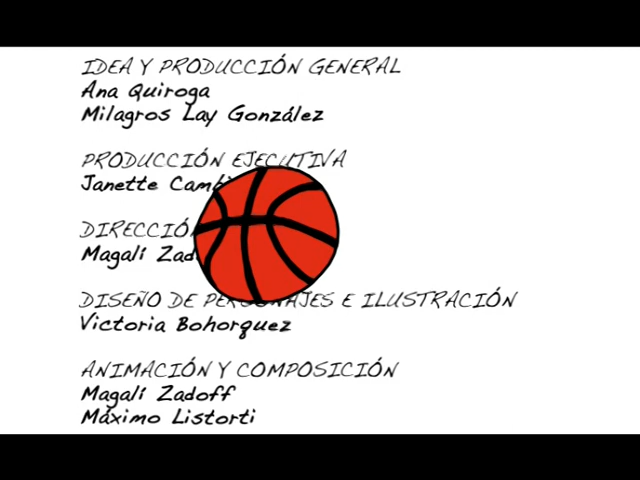 IDEA Y PRODUCCIÓN GENERAL
Ana Quiroga
Milagros Lay González
PRODUCCIÓN EJECUTIVA
Janette
DIRECCIÓN
Magalí
DISEÑO DE PERSONAJES E ILUSTRACIÓN
Victoria Bohorquez
ANIMACIÓN Y COMPOSICIÓN
Magalí Zadoff
Máximo Listorti